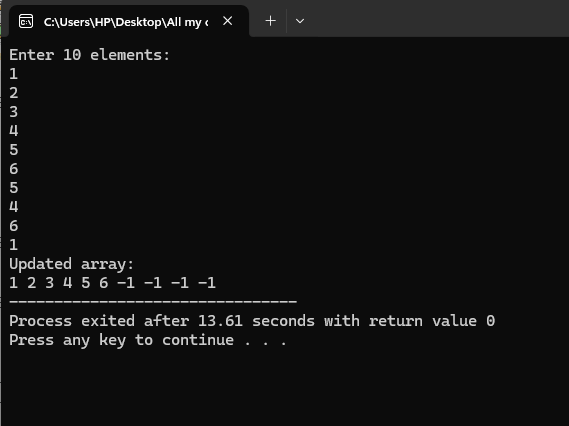 C:\Users\HP\Desktop\All my c
Enter 10 elements:
1
2
3
4
5
6
5
4
6
1
Updated array:
1 2 3 4 5 6 -1 -1 -1 -1
--------------------------------
Process exited after 13.61 seconds with return value 0
Press any key to continue . . .